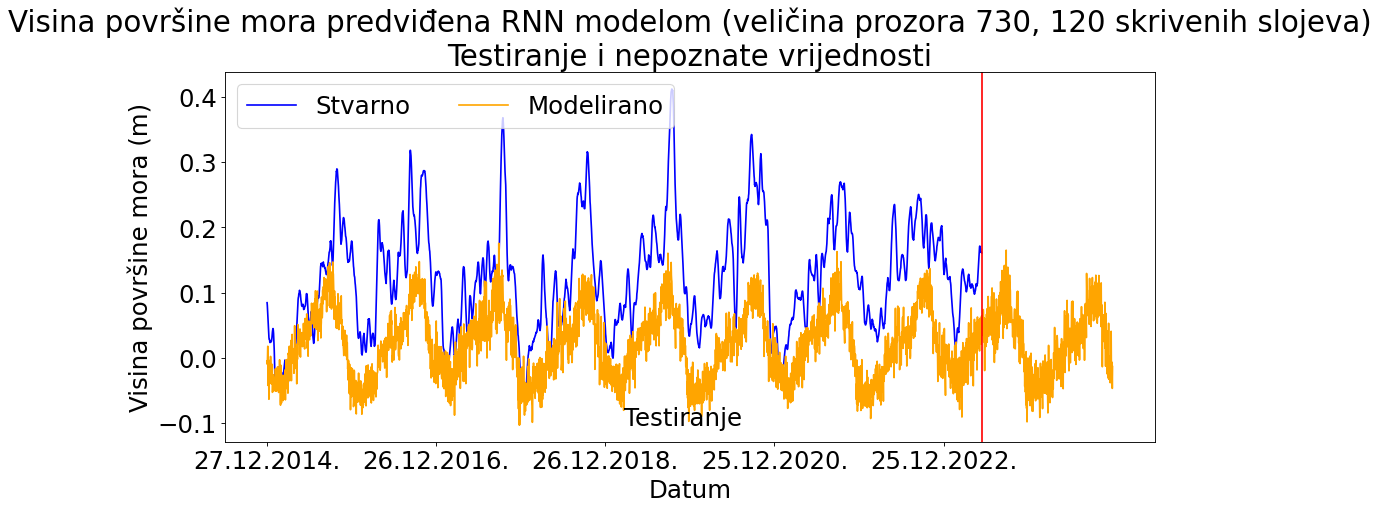 Visina površine mora predviđena RNN modelom (veličina prozora 730, 120 skrivenih slojeva)
Testiranje i nepoznate vrijednosti
Stvarno
Modelirano
Visina površine mora (m)
0.4
0.3
0.2
0.1
0.0
−0.1
Testiranje
27.12.2014.
26.12.2016.
26.12.2018.
25.12.2020.
25.12.2022.
Datum